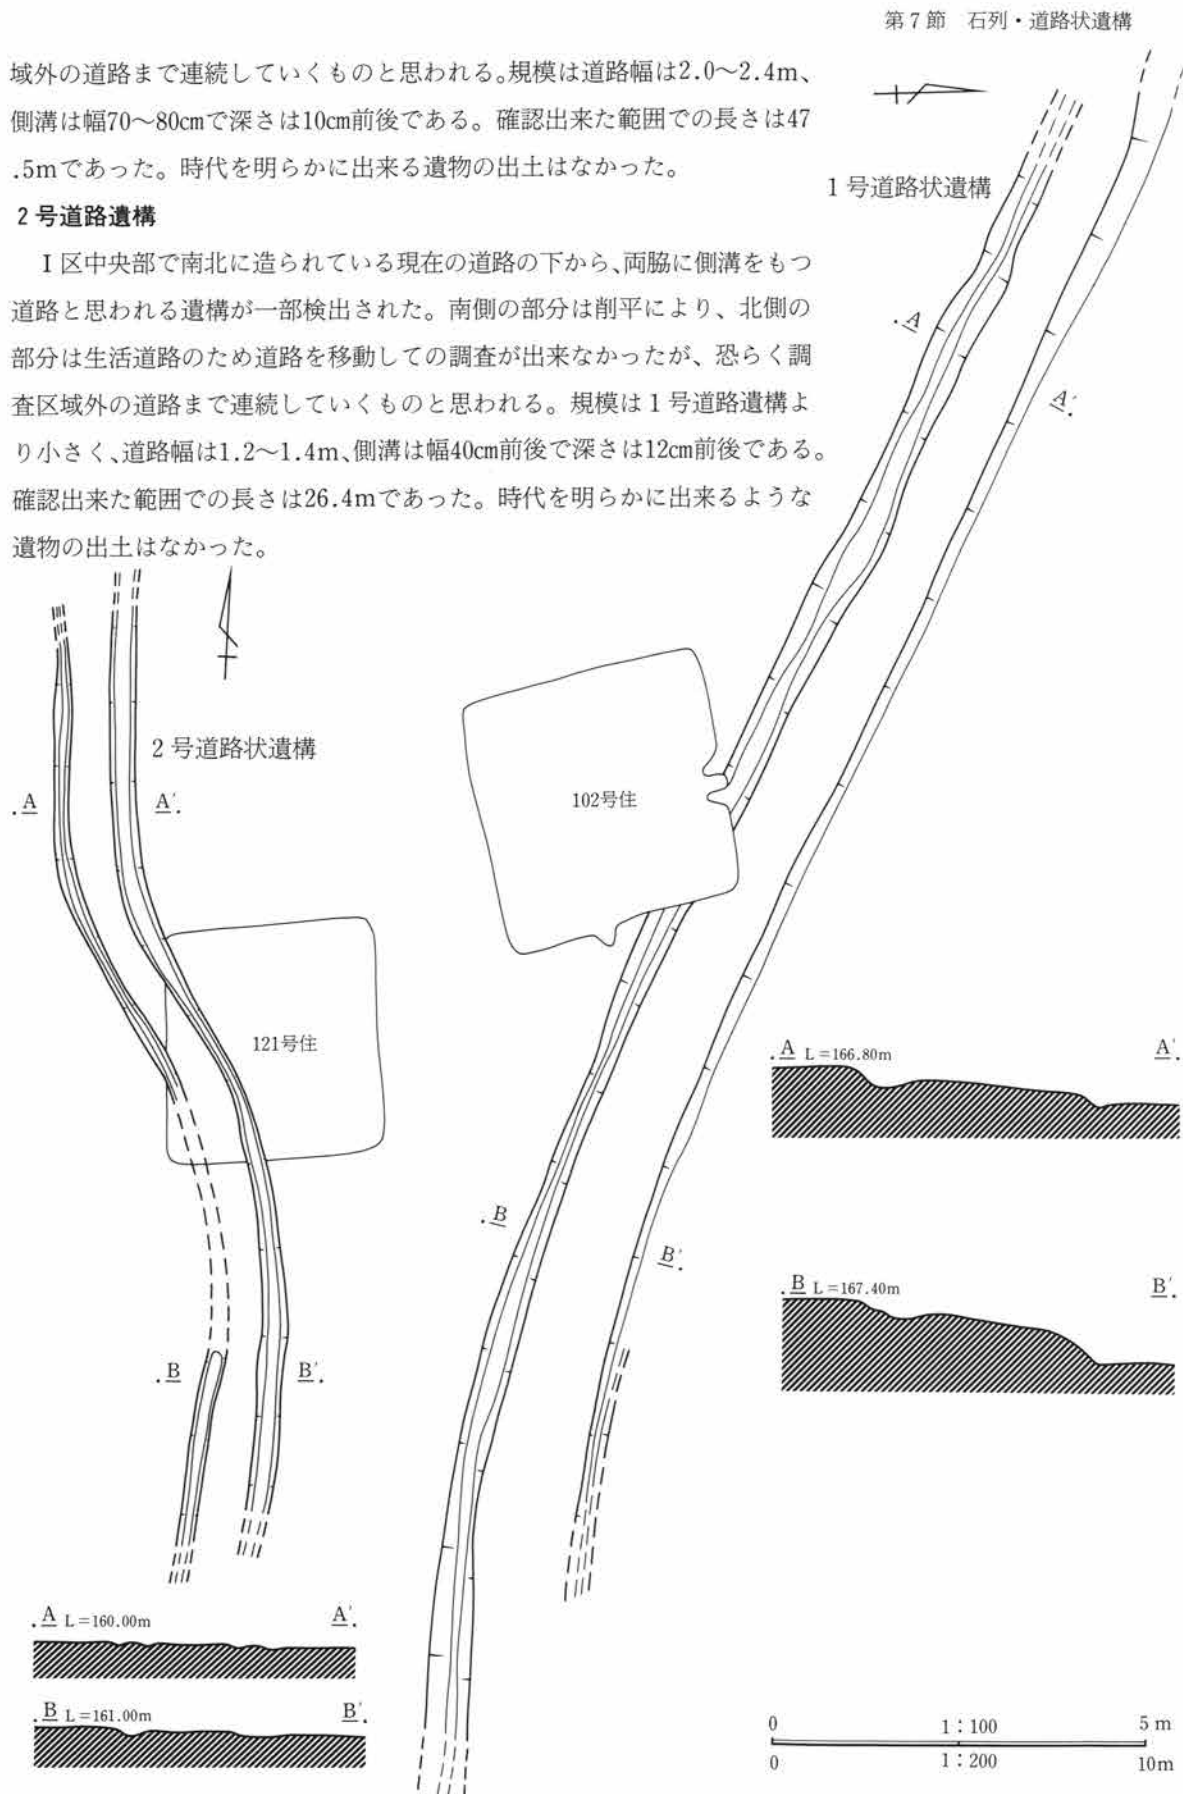 第７節　石列・道路状遺構
域外の道路まで連続していくものと思われる。規模は道路幅は2.0〜2.4m、
側溝は幅70〜80cmで深さは10cm前後である。確認出来た範囲での長さは47
.5mであった。時代を明らかに出来る遺物の出土はなかった。
２号道路遺構
Ⅰ区中央部で南北に造られている現在の道路の下から、両脇に側溝をもつ
道路と思われる遺構が一部検出された。南側の部分は削平により、北側の
部分は生活道路のため道路を移動しての調査が出来なかったが、恐らく調
査区域外の道路まで連続していくものと思われる。規模は１号道路遺構よ
り小さく、道路幅は1.2〜1.4m、側溝は幅40cm前後で深さは12cm前後である。
確認出来た範囲での長さは26.4mであった。時代を明らかに出来るような
遺物の出土はなかった。
１号道路状遺構
.A
A'.
102号住
.B
B'.
２号道路状遺構
.A
A'.
121号住
.B
B'.
.A L=166.80m A'.
.B L=167.40m B'.
.A L=160.00m A'.
.B L=161.00m B'.
0 1：100 5 m
0 1：200 10m